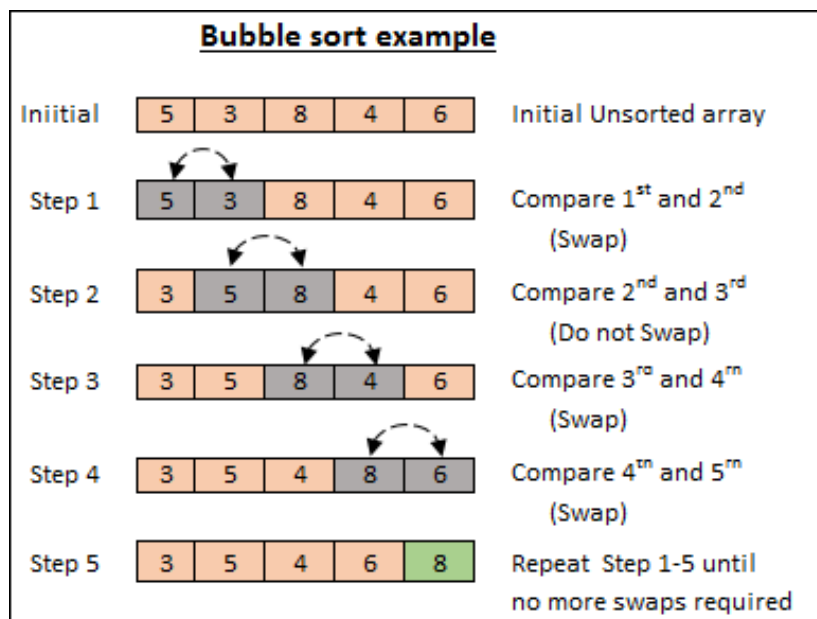 Bubble sort example
Iniitial 5 3 8 4 6 Initial Unsorted array
Step 1 5 3 8 4 6 Compare 1st and 2nd
(Swap)
Step 2 3 5 8 4 6 Compare 2nd and 3rd
(Do not Swap)
Step 3 3 5 8 4 6 Compare 3rd and 4th
(Swap)
Step 4 3 5 4 8 6 Compare 4th and 5th
(Swap)
Step 5 3 5 4 6 8 Repeat Step 1-5 until
no more swaps required